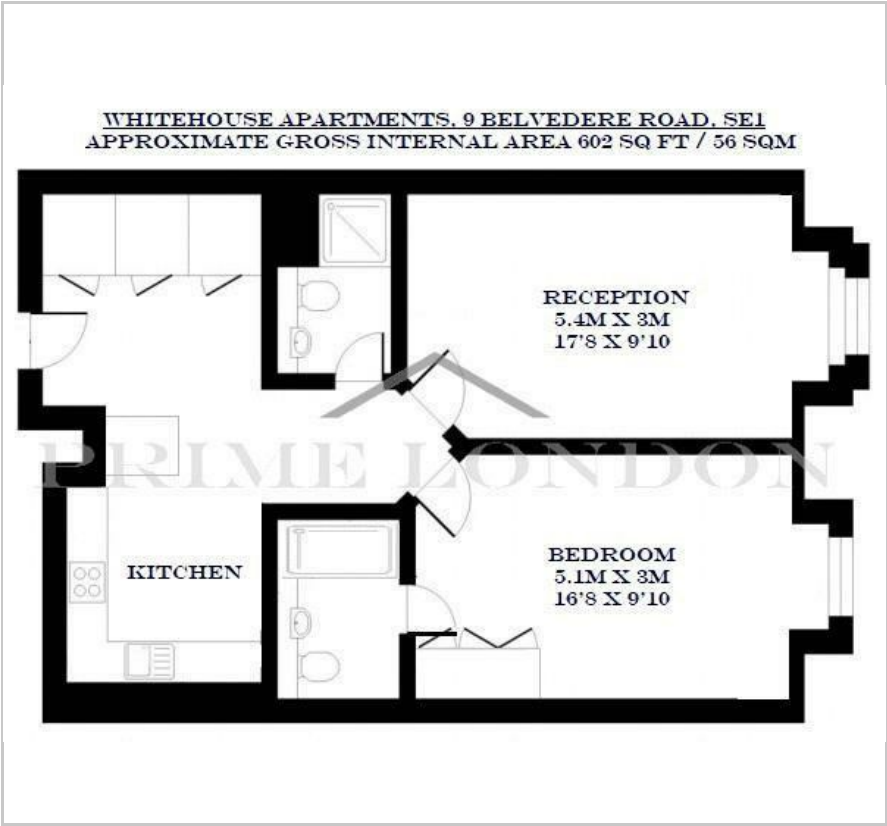 WHITEHOUSE APARTMENTS, 9 BELVEDERE ROAD, SE1
APPROXIMATE GROSS INTERNAL AREA 602 SQ FT / 56 SQM
RECEPTION
5.4M X 3M
17'8 X 9'10
PRIME LONDON
BEDROOM
5.1M X 3M
16'8 X 9'10
KITCHEN